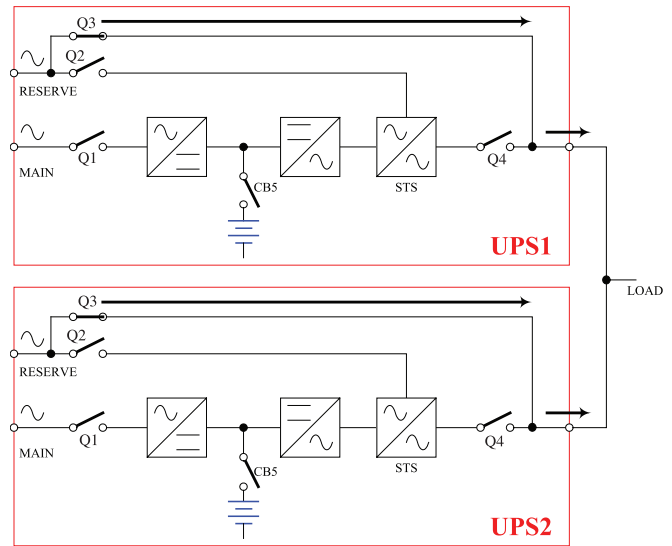 Q3
Q2
RESERVE
MAIN
Q1
CB5
STS
Q4
UPS1
LOAD
Q3
Q2
RESERVE
MAIN
Q1
CB5
STS
Q4
UPS2